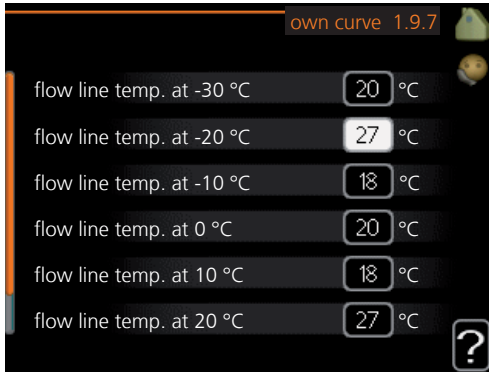 own curve 1.9.7
flow line temp. at -30 °C 20 °C
flow line temp. at -20 °C 27 °C
flow line temp. at -10 °C 18 °C
flow line temp. at 0 °C 20 °C
flow line temp. at 10 °C 18 °C
flow line temp. at 20 °C 27 °C
?